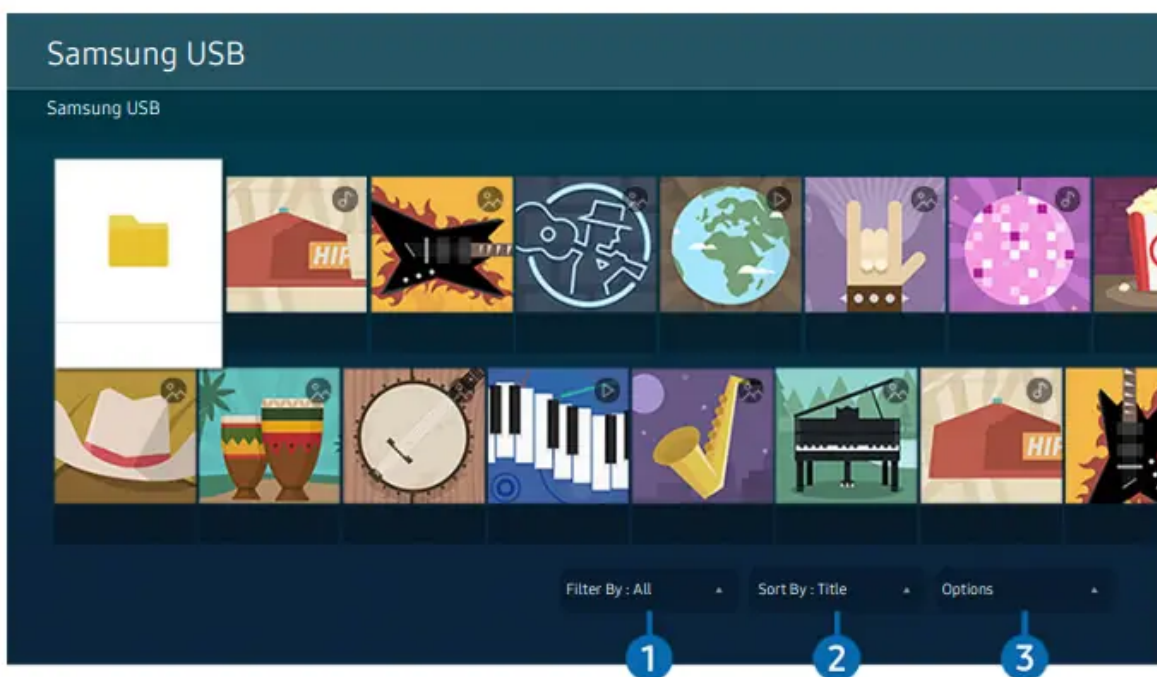 Samsung USB
Samsung USB
HIP
HIP
Filter By : All
Sort By : Title
Options
1
2
3